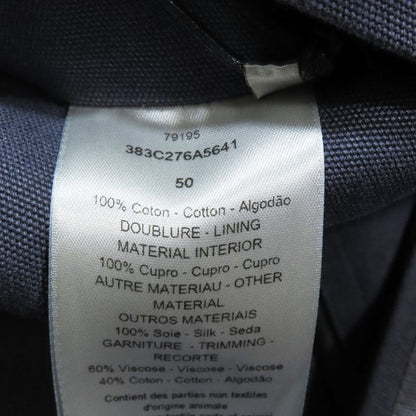 79195
383C276A5641
50
100% Coton - Cotton - Algodão
DOUBLURE - LINING
MATERIAL INTERIOR
100% Cupro - Cupro - Cupro
AUTRE MATERIAU - OTHER
MATERIAL
OUTROS MATERIAIS
100% Soie - Silk - Seda
GARNITURE - TRIMMING -
RECORTE
60% Viscose - Viscose - Viscose
40% Coton - Cotton - Algodão
Contient des parties non textiles
d'origine animale